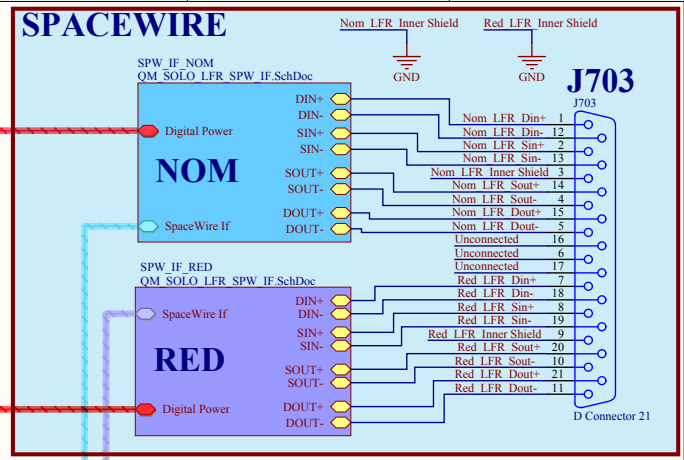 SPACEWIRE
Nom_LFR_Inner Shield
Red_LFR_Inner Shield
GND
GND
SPW_IF_NOM
QM_SOLO_LFR_SPW_IF.SchDoc
DIN+
DIN-
Digital Power
SIN+
SIN-
NOM
SOUT+
SOUT-
DOUT+
SpaceWire If
DOUT-
SPW_IF_RED
QM_SOLO_LFR_SPW_IF.SchDoc
DIN+
SpaceWire If
DIN-
SIN+
SIN-
RED
SOUT+
SOUT-
Digital Power
DOUT+
DOUT-
J703
J703
Nom_LFR_Din+ 1
Nom_LFR_Din- 12
Nom_LFR_Sin+ 2
Nom_LFR_Sin- 13
Nom_LFR_Inner Shield 3
Nom_LFR_Sout+ 14
Nom_LFR_Sout- 4
Nom_LFR_Dout+ 15
Nom_LFR_Dout- 5
Unconnected 16
Unconnected 6
Unconnected 17
Red_LFR_Din+ 7
Red_LFR_Din- 18
Red_LFR_Sin+ 8
Red_LFR_Sin- 19
Red_LFR_Inner Shield 9
Red_LFR_Sout+ 20
Red_LFR_Sout- 10
Red_LFR_Dout+ 21
Red_LFR_Dout- 11
D Connector 21